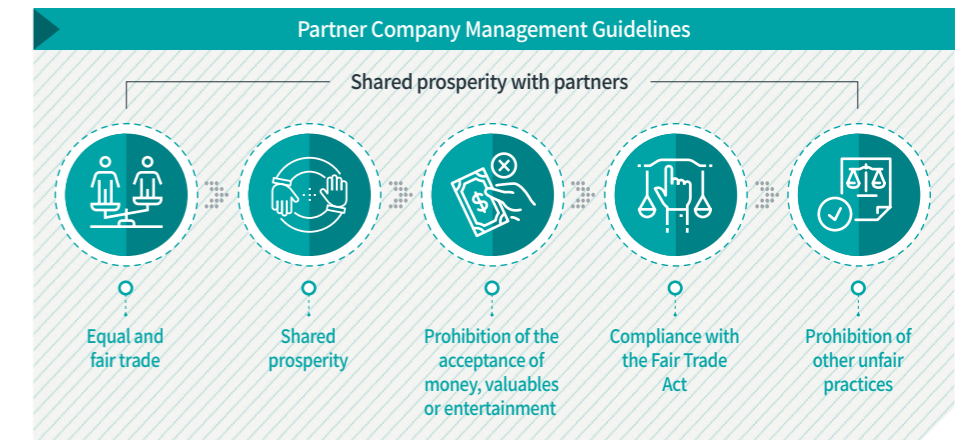 Partner Company Management Guidelines
Shared prosperity with partners
Equal and
fair trade
Shared
prosperity
Prohibition of the
acceptance of
money, valuables
or entertainment
Compliance with
the Fair Trade
Act
Prohibition of
other unfair
practices